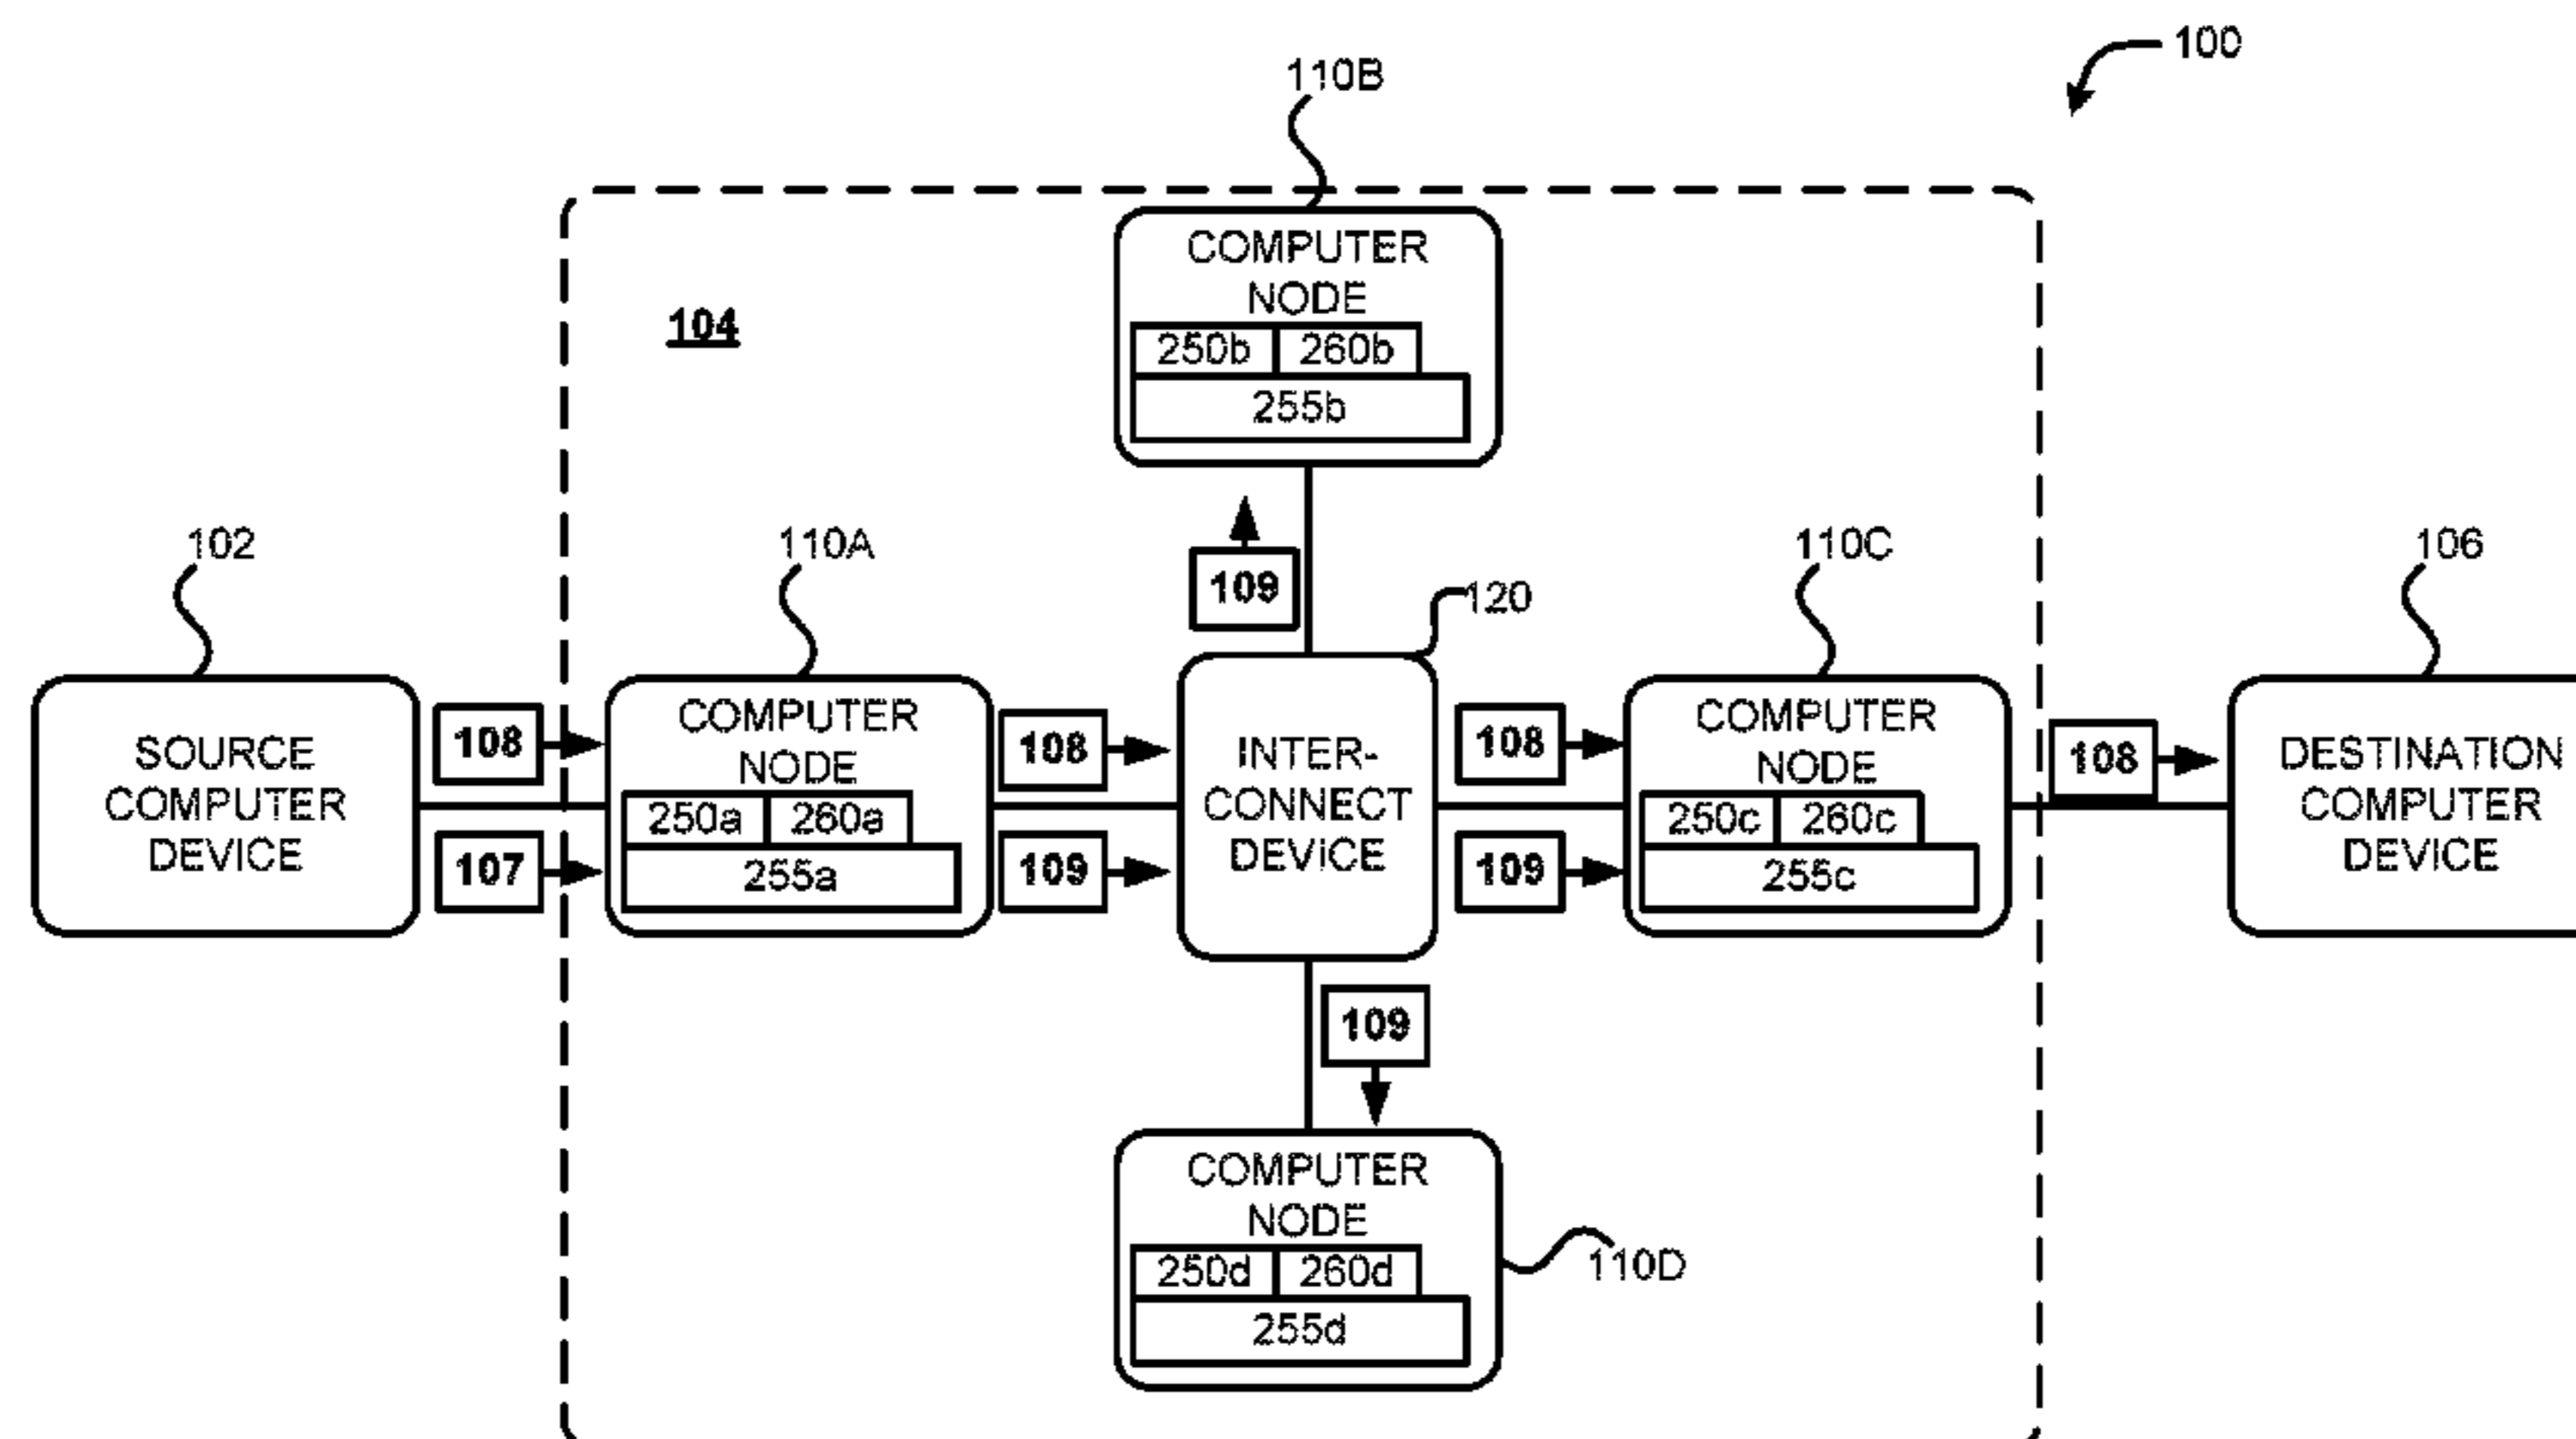 100
110B
COMPUTER
NODE
250b 260b
255b
104
102
110A
109
120
110C
106
SOURCE
COMPUTER
DEVICE
108
107
COMPUTER
NODE
250a 260a
255a
108
109
INTER-
CONNECT
DEVICE
108
109
COMPUTER
NODE
250c 260c
255c
108
DESTINATION
COMPUTER
DEVICE
109
COMPUTER
NODE
250d 260d
255d
110D